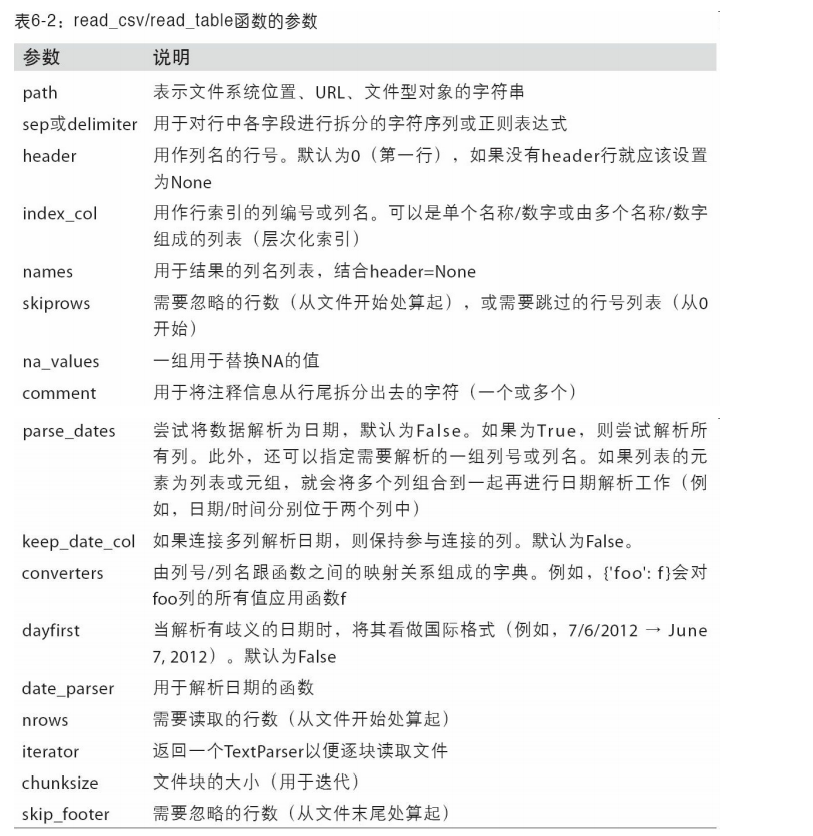 表6-2：read_csv/read_table函数的参数
参数 说明
path 表示文件系统位置、URL、文件型对象的字符串
sep或delimiter 用于对行中各字段进行拆分的字符序列或正则表达式
header 用作列名的行号。默认为0（第一行），如果没有header行就应该设置
为None
index_col 用作行索引的列编号或列名。可以是单个名称/数字或由多个名称/数字
组成的列表（层次化索引）
names 用于结果的列名列表，结合header=None
skiprows 需要忽略的行数（从文件开始处算起），或需要跳过的行号列表（从0
开始）
na_values 一组用于替换NA的值
comment 用于将注释信息从行尾拆分出去的字符（一个或多个）
parse_dates 尝试将数据解析为日期，默认为False。如果为True，则尝试解析所
有列。此外，还可以指定需要解析的一组列号或列名。如果列表的元
素为列表或元组，就会将多个列组合到一起再进行日期解析工作（例
如，日期/时间分别位于两个列中）
keep_date_col 如果连接多列解析日期，则保持参与连接的列。默认为False。
converters 由列号/列名跟函数之间的映射关系组成的字典。例如，{'foo': f}会对
foo列的所有值应用函数f
dayfirst 当解析有歧义的日期时，将其看做国际格式（例如，7/6/2012 → June
7, 2012）。默认为False
date_parser 用于解析日期的函数
nrows 需要读取的行数（从文件开始处算起）
iterator 返回一个TextParser以便逐块读取文件
chunksize 文件块的大小（用于迭代）
skip_footer 需要忽略的行数（从文件末尾处算起）